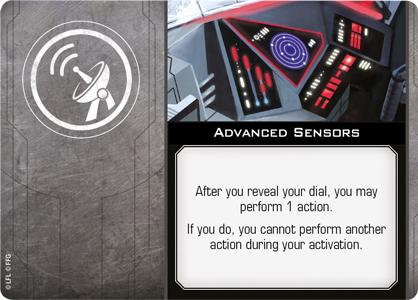 ADVANCED SENSORS
After you reveal your dial, you may
perform 1 action.
If you do, you cannot perform another
action during your activation.
© LFL © FFG